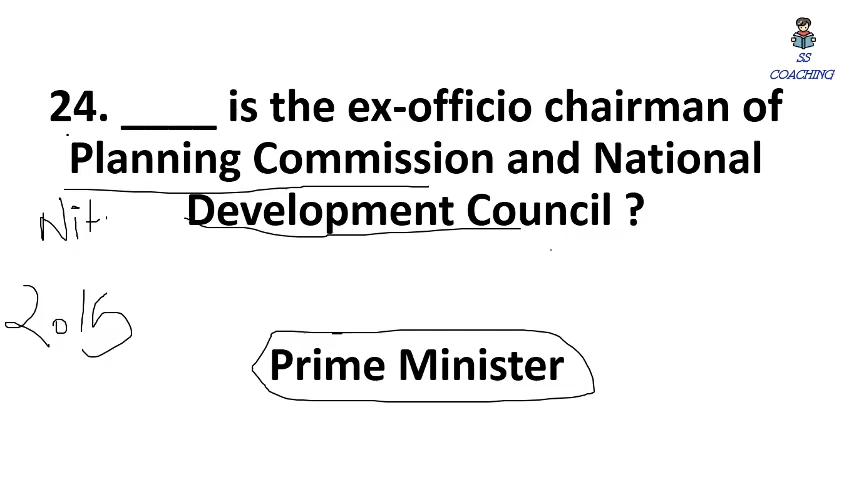 SS
COACHING
24. ____ is the ex-officio chairman of
Planning Commission and National
Development Council ?
Nit
2015
Prime Minister